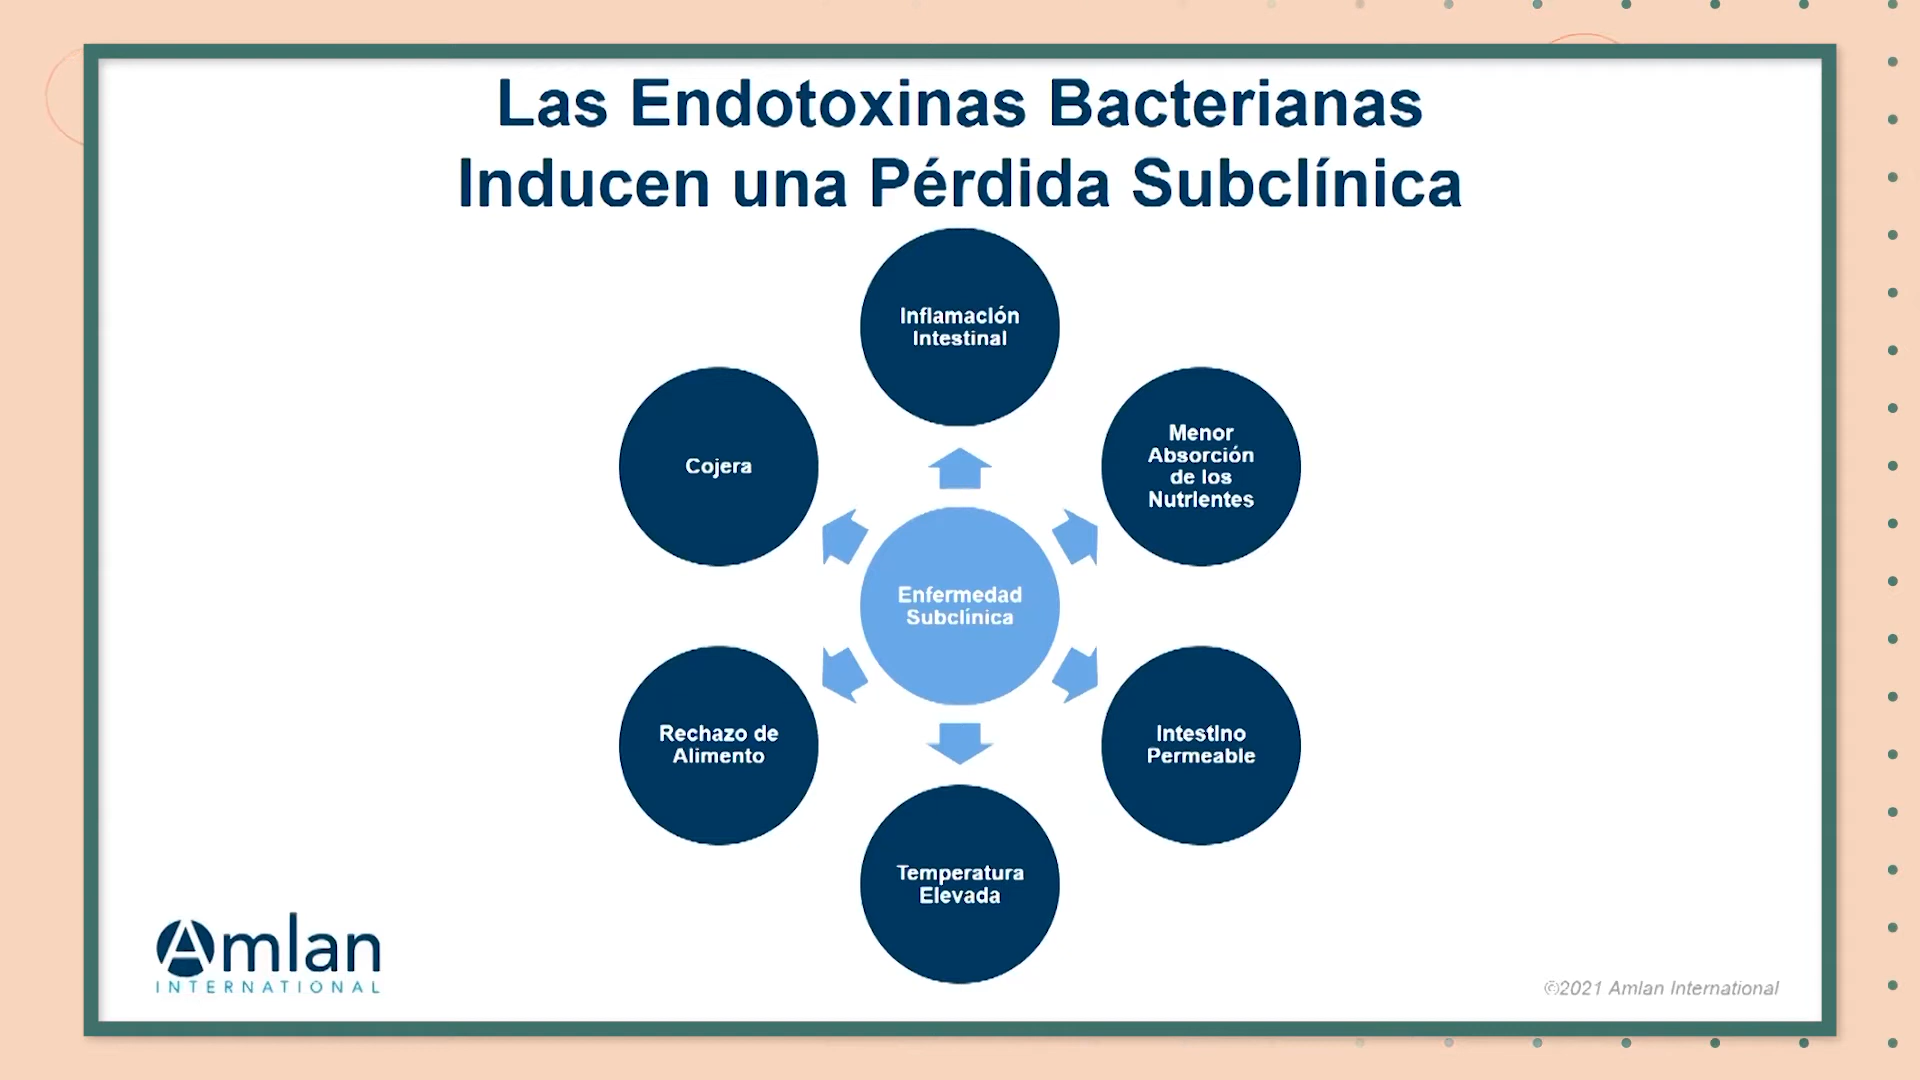 Las Endotoxinas Bacterianas
Inducen una Pérdida Subclínica
Inflamación
Intestinal
Menor
Absorción
de los
Nutrientes
Cojera
Enfermedad
Subclínica
Rechazo de
Alimento
Intestino
Permeable
Temperatura
Elevada
Amlan
INTERNATIONAL
©2021 Amlan International